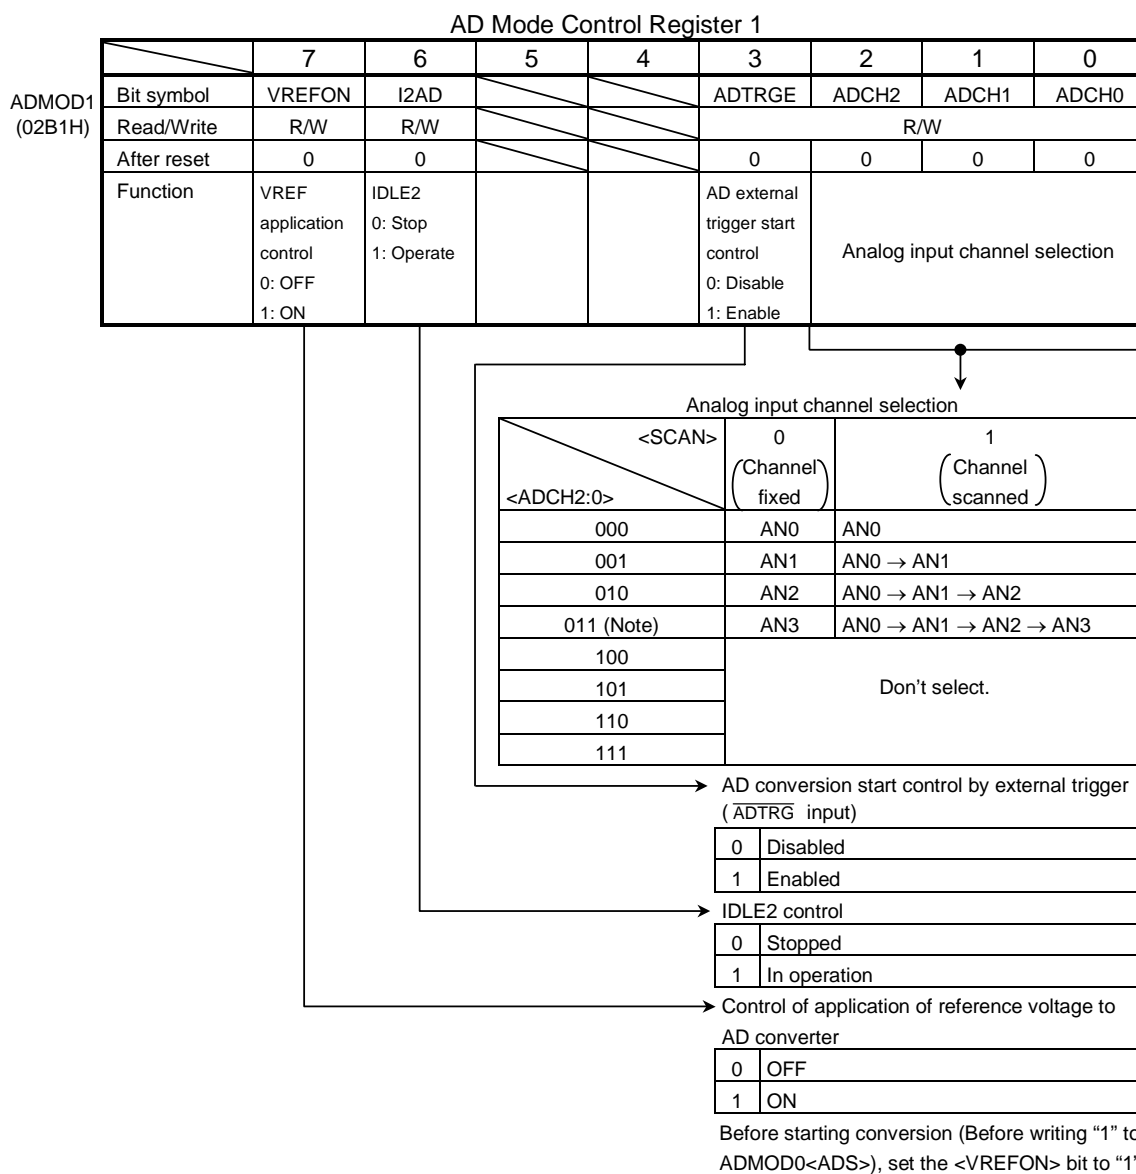 AD Mode Control Register 1
7 6 5 4 3 2 1 0
ADMOD1
(02B1H)
Bit symbol VREFON I2AD ADTRGE ADCH2 ADCH1 ADCH0
Read/Write R/W R/W R/W
After reset 0 0 0 0 0 0
Function
VREF
application
control
0: OFF
1: ON
IDLE2
0: Stop
1: Operate
AD external
trigger start
control
0: Disable
1: Enable
Analog input channel selection
Analog input channel selection
<SCAN>
<ADCH2:0>
0
(Channel
fixed)
1
(Channel
scanned)
000 AN0 AN0
001 AN1 AN0 → AN1
010 AN2 AN0 → AN1 → AN2
011 (Note) AN3 AN0 → AN1 → AN2 → AN3
100
101
110
111
Don't select.
AD conversion start control by external trigger
( ADTRG input)
0 Disabled
1 Enabled
IDLE2 control
0 Stopped
1 In operation
Control of application of reference voltage to
AD converter
0 OFF
1 ON
Before starting conversion (Before writing “1” to
ADMOD0<ADS>), set the <VREFON> bit to “1”